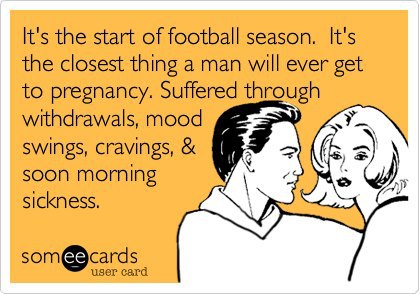 It's the start of football season.  It's
the closest thing a man will ever get
to pregnancy. Suffered through
withdrawals, mood
swings, cravings, &
soon morning
sickness.
someecards
user card